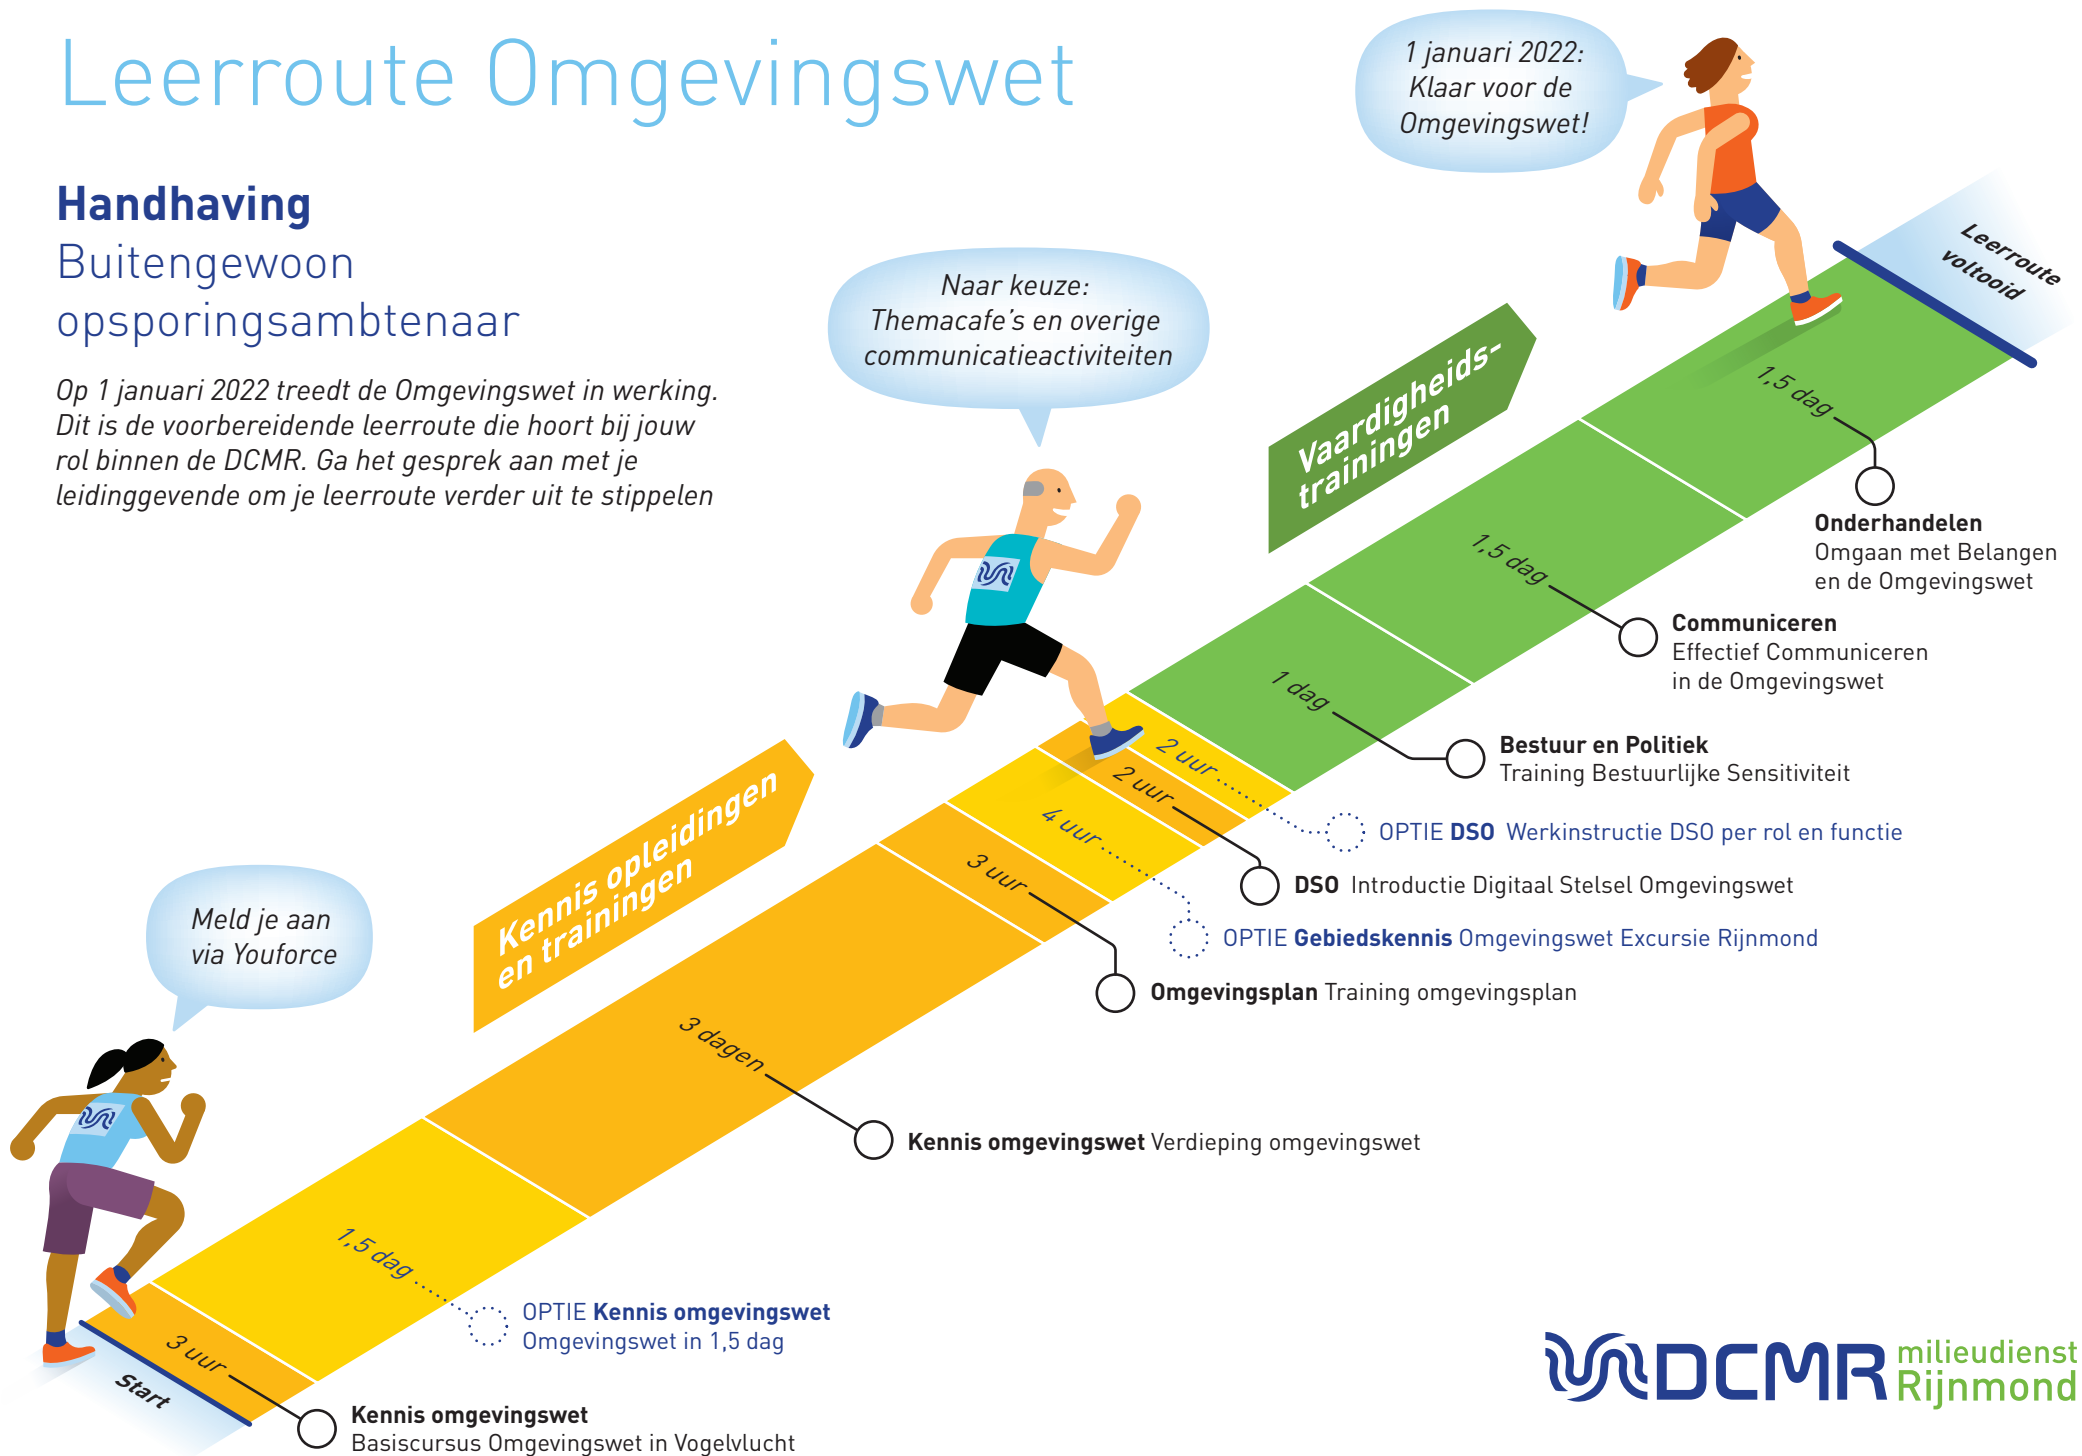 Leerroute Omgevingswet
Handhaving
Buitengewoon
opsporingsambtenaar
Op 1 januari 2022 treedt de Omgevingswet in werking.
Dit is de voorbereidende leerroute die hoort bij jouw
rol binnen de DCMR. Ga het gesprek aan met je
leidinggevende om je leerroute verder uit te stippelen
1 januari 2022:
Klaar voor de
Omgevingswet!
Naar keuze:
Themacafe's en overige
communicatieactiviteiten
Meld je aan
via Youforce
Leerroute
voltooid
Vaardigheids-
trainingen
1,5 dag
Onderhandelen
Omgaan met Belangen
en de Omgevingswet
1,5 dag
Communiceren
Effectief Communiceren
in de Omgevingswet
1 dag
Bestuur en Politiek
Training Bestuurlijke Sensitiviteit
2 uur
OPTIE DSO Werkinstructie DSO per rol en functie
2 uur
DSO Introductie Digitaal Stelsel Omgevingswet
4 uur
OPTIE Gebiedskennis Omgevingswet Excursie Rijnmond
3 uur
Omgevingsplan Training omgevingsplan
Kennis opleidingen
en trainingen
3 dagen
Kennis omgevingswet Verdieping omgevingswet
1,5 dag
OPTIE Kennis omgevingswet
Omgevingswet in 1,5 dag
3 uur
Kennis omgevingswet
Basiscursus Omgevingswet in Vogelvlucht
Start
DCMR milieudienst
Rijnmond